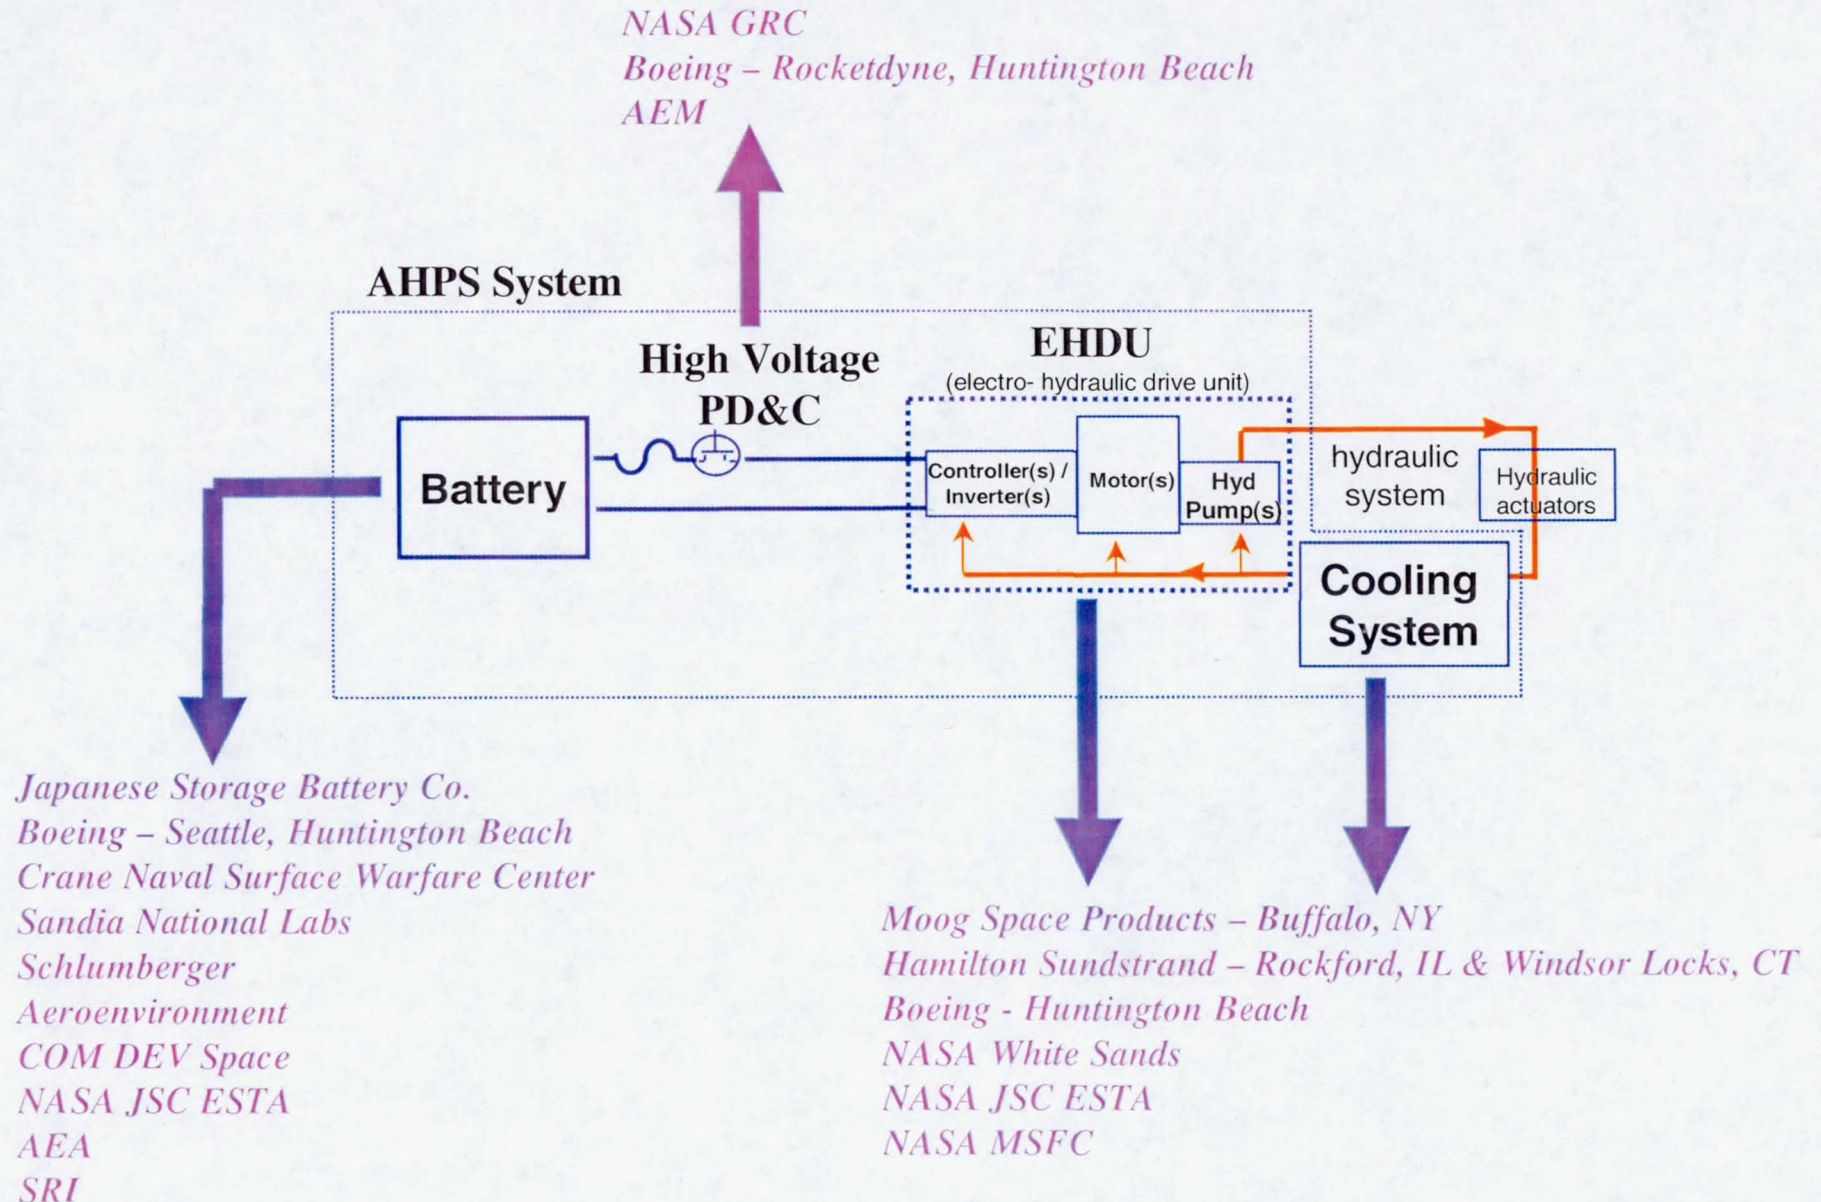 NASA GRC
Boeing – Rocketdyne, Huntington Beach
AEM
AHPS System
High Voltage
PD&C
EHDU
(electro- hydraulic drive unit)
Battery
Controller(s) /
Inverter(s)
Motor(s)
Hyd
Pump(s)
hydraulic
system
Hydraulic
actuators
Cooling
System
Japanese Storage Battery Co.
Boeing – Seattle, Huntington Beach
Crane Naval Surface Warfare Center
Sandia National Labs
Schlumberger
Aeroenvironment
COM DEV Space
NASA JSC ESTA
AEA
SRI
Moog Space Products – Buffalo, NY
Hamilton Sundstrand – Rockford, IL & Windsor Locks, CT
Boeing - Huntington Beach
NASA White Sands
NASA JSC ESTA
NASA MSFC